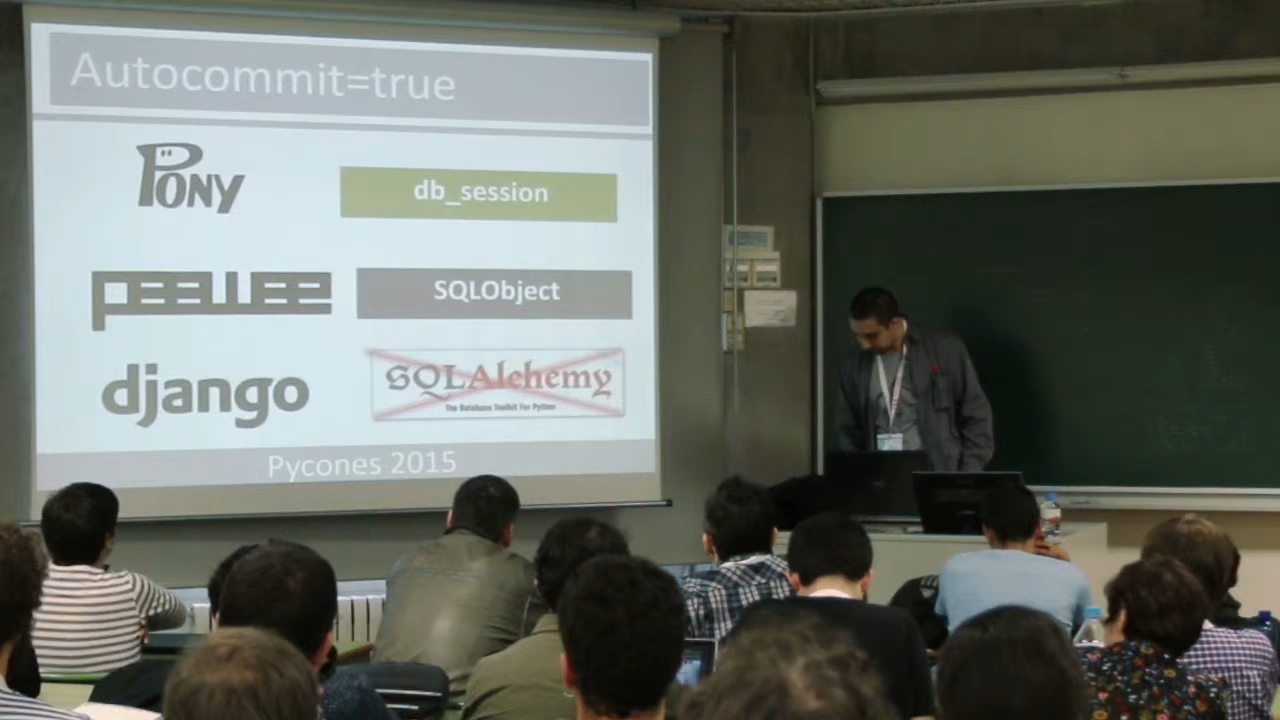 Autocommit=true
PONY
db_session
peewee
SQLObject
django
SQLAlchemy
The Database Toolkit For Python
Pycones 2015